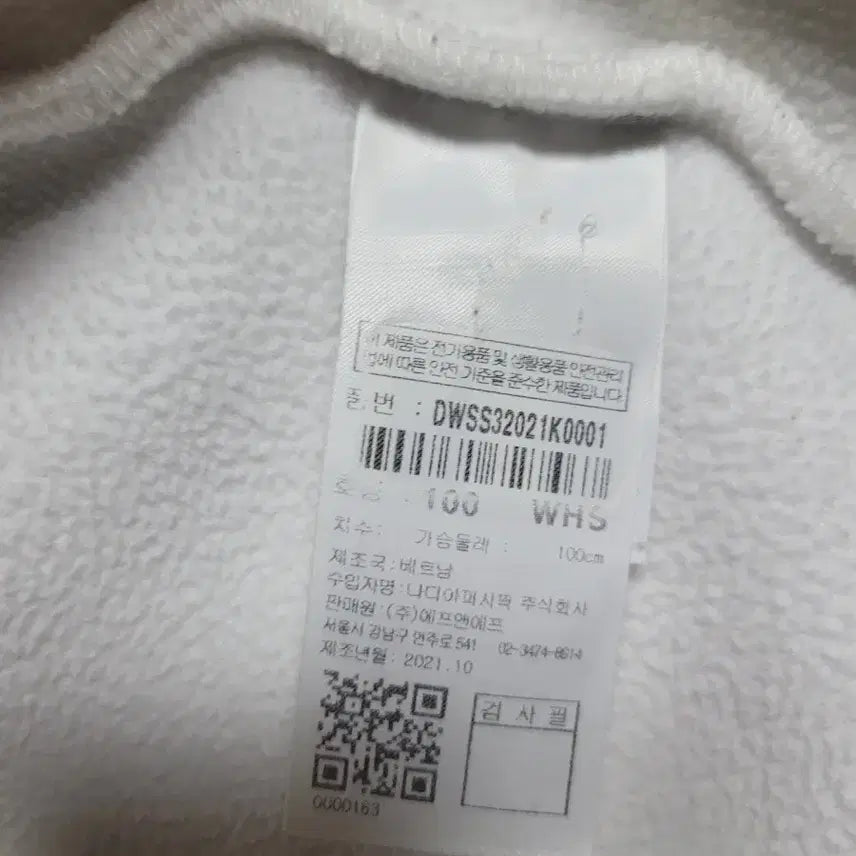 이 제품은 전기용품 및 생활용품 안전관리
법에 따른 안전 기준을 준수한 제품입니다.
품 번 : DWSS32021K0001
호칭 : 100 WHS
치수: 가슴둘레 : 100cm
제조국:베트남
수입자명:나디아퍼시픽 주식회사
판매원:(주)에프앤에프
서울시 강남구 언주로 541 02-3474-8614
제조년월: 2021.10
검 사 필
0000163